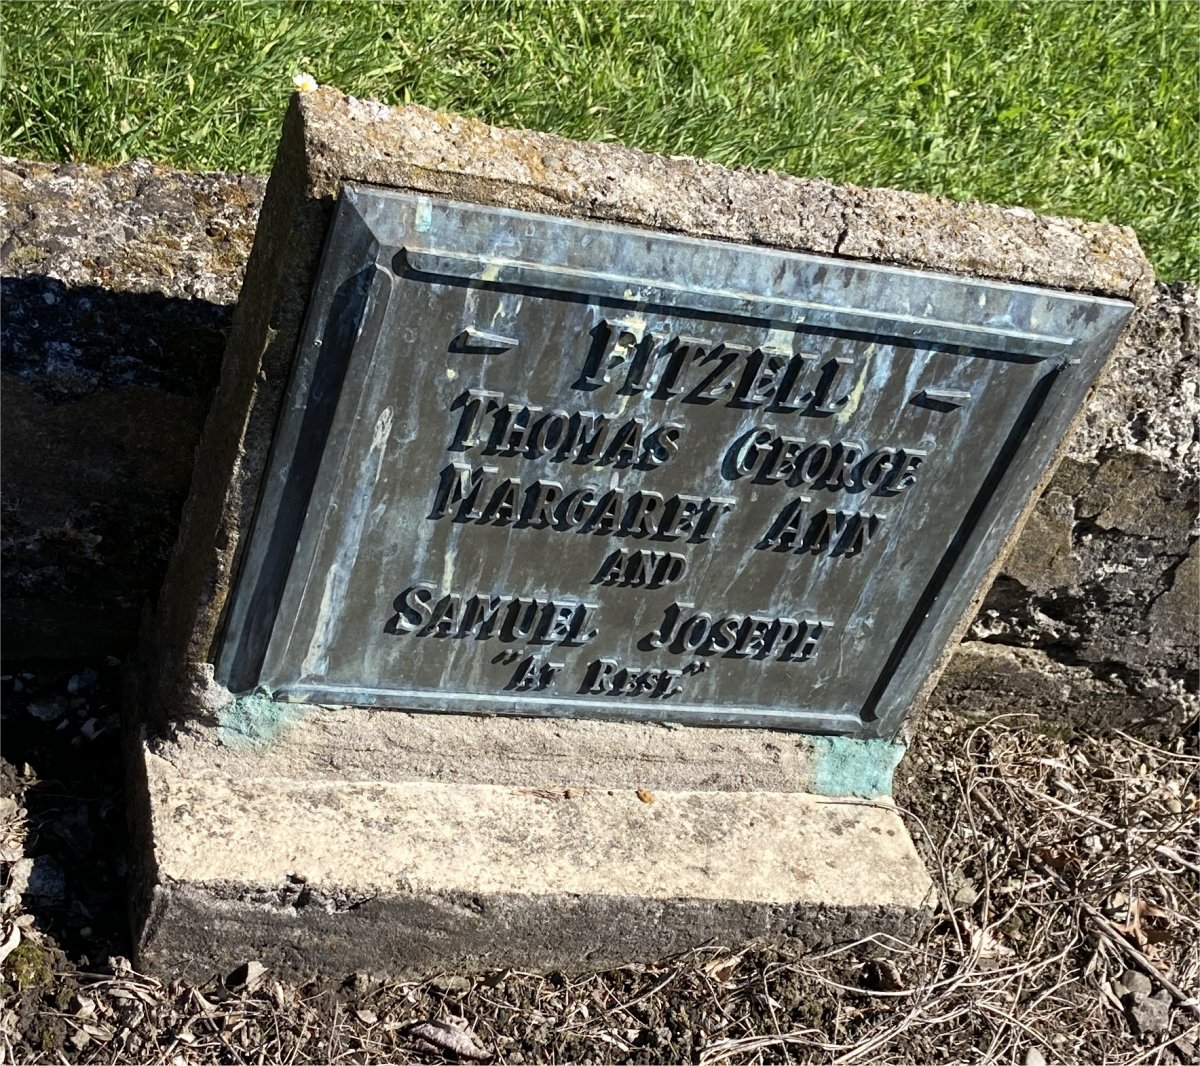 - FITZELL -
THOMAS GEORGE
MARGARET ANN
AND
SAMUEL JOSEPH
"AT REST"